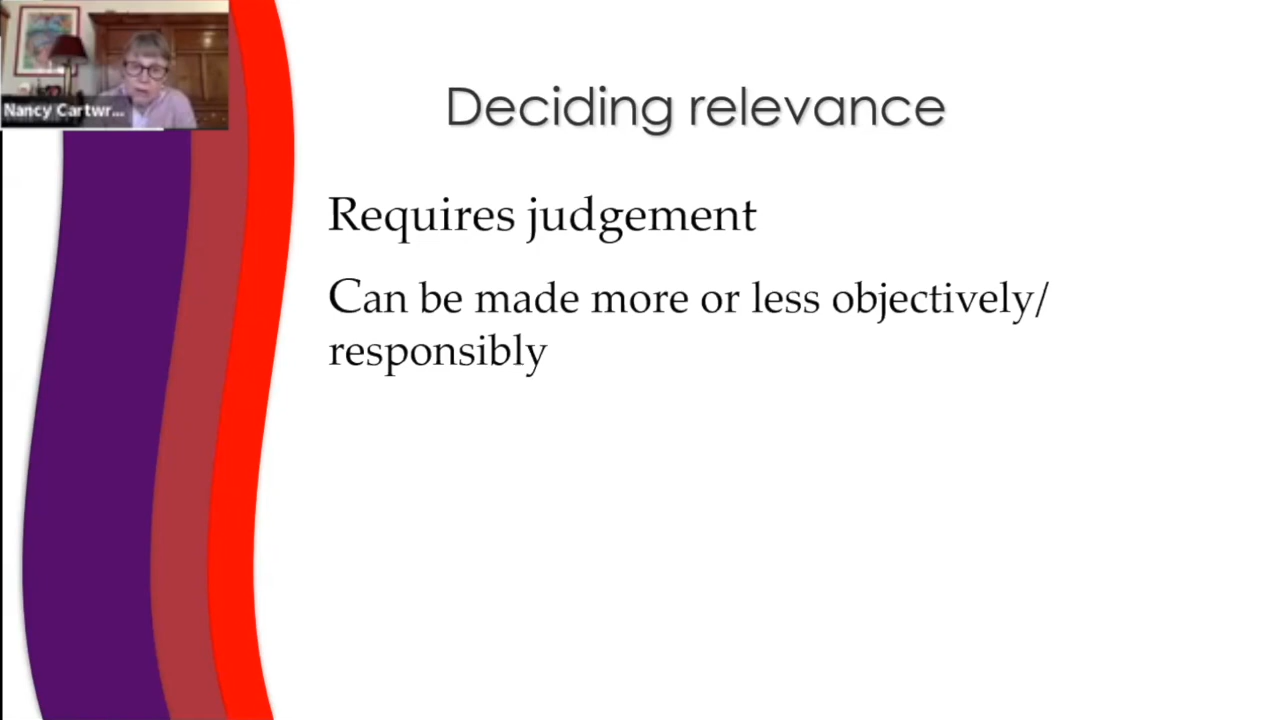 Nancy Cartwr...
Deciding relevance
Requires judgement
Can be made more or less objectively/
responsibly